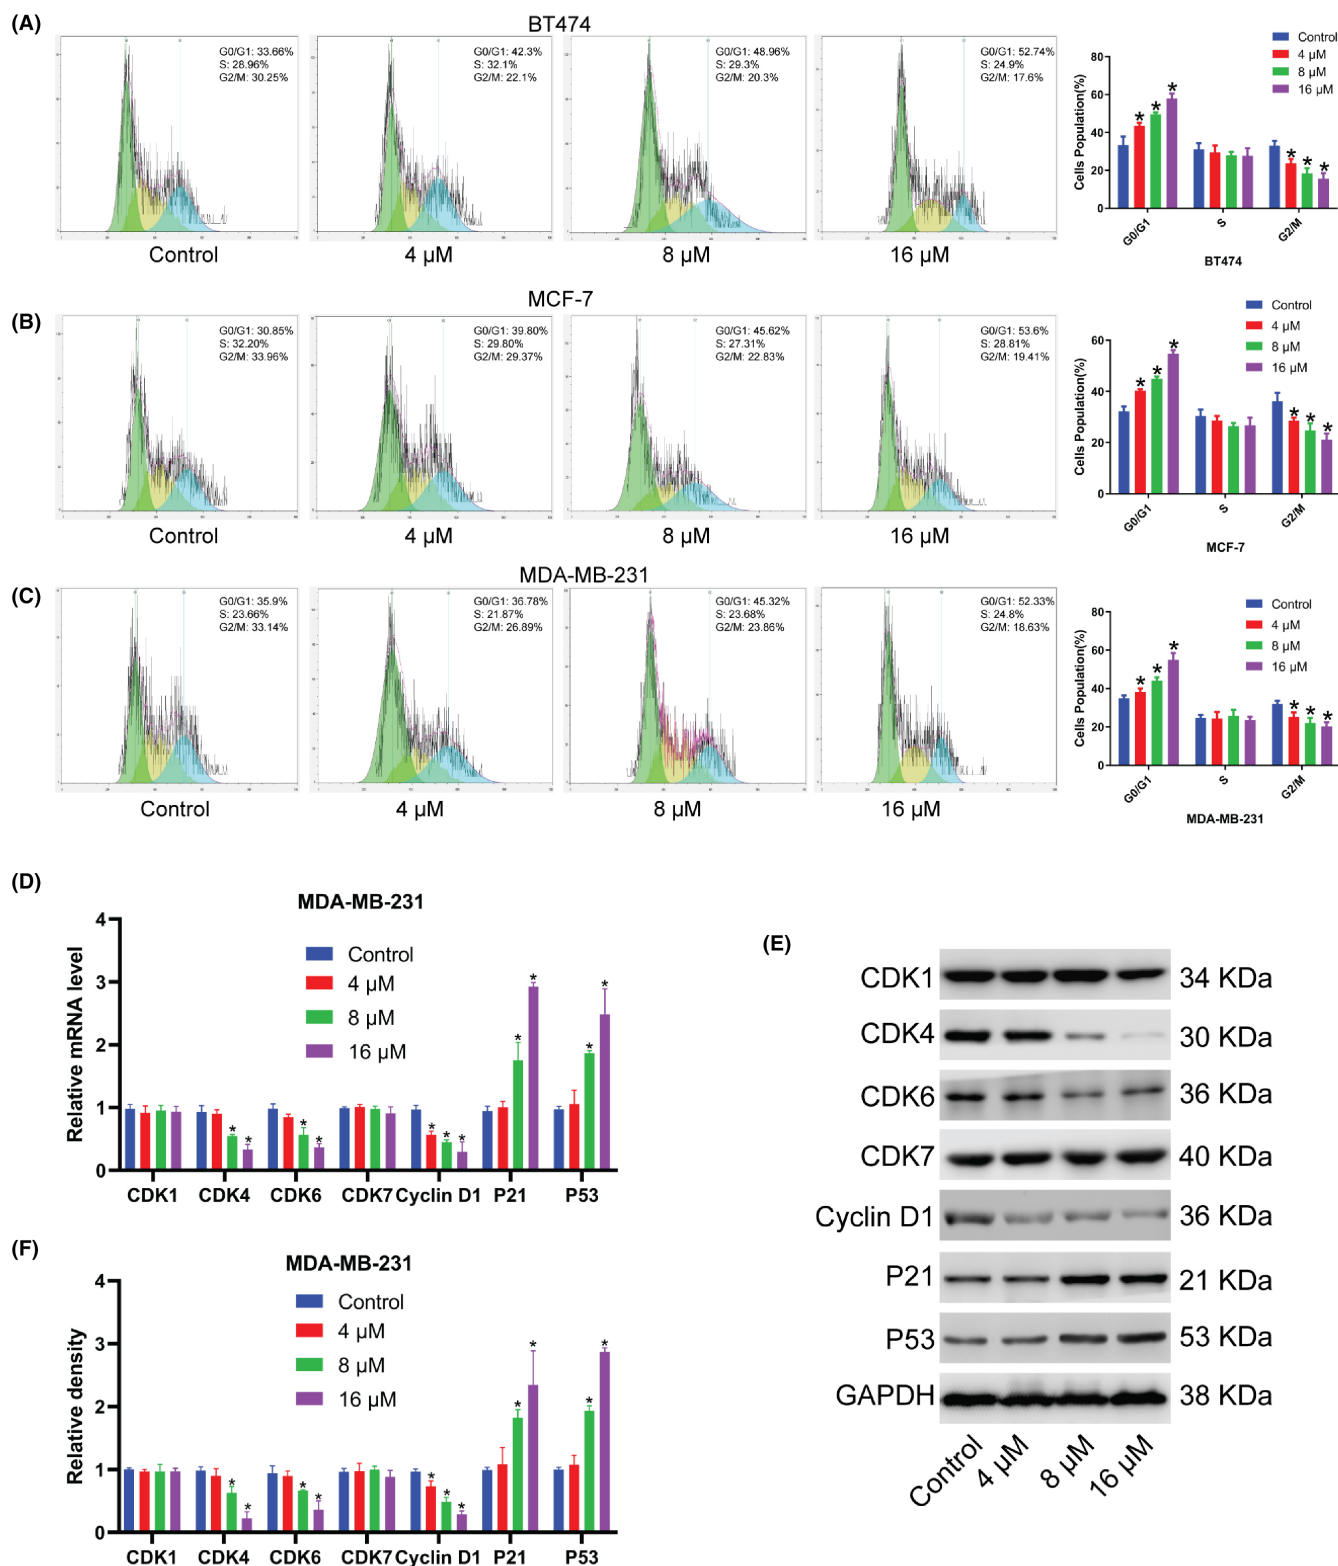 (A)
BT474
G0/G1: 33.66%
S: 28.96%
G2/M: 30.25%
G0/G1: 42.3%
S: 32.1%
G2/M: 22.1%
G0/G1: 48.96%
S: 29.3%
G2/M: 20.3%
G0/G1: 52.74%
S: 24.9%
G2/M: 17.6%
Control
4 µM
8 µM
16 µM
Control
4 µM
8 µM
16 µM
Cells Population(%)
80
60
40
20
0
* * *
* * *
G0/G1
S
G2/M
BT474
(B)
MCF-7
G0/G1: 30.85%
S: 32.20%
G2/M: 33.96%
G0/G1: 39.80%
S: 29.80%
G2/M: 29.37%
G0/G1: 45.62%
S: 27.31%
G2/M: 22.83%
G0/G1: 53.6%
S: 28.81%
G2/M: 19.41%
Control
4 µM
8 µM
16 µM
Control
4 µM
8 µM
16 µM
Cells Population(%)
60
40
20
0
* * *
* * *
G0/G1
S
G2/M
MCF-7
(C)
MDA-MB-231
G0/G1: 35.9%
S: 23.66%
G2/M: 33.14%
G0/G1: 36.78%
S: 21.87%
G2/M: 26.89%
G0/G1: 45.32%
S: 23.68%
G2/M: 23.86%
G0/G1: 52.33%
S: 24.8%
G2/M: 18.63%
Control
4 µM
8 µM
16 µM
Control
4 µM
8 µM
16 µM
Cells Population(%)
80
60
40
20
0
* * *
* * *
G0/G1
S
G2/M
MDA-MB-231
(D)
MDA-MB-231
Control
4 µM
8 µM
16 µM
Relative mRNA level
4
3
2
1
0
* *
* *
* * *
* *
* *
CDK1 CDK4 CDK6 CDK7 Cyclin D1 P21 P53
(E)
CDK1 34 KDa
CDK4 30 KDa
CDK6 36 KDa
CDK7 40 KDa
Cyclin D1 36 KDa
P21 21 KDa
P53 53 KDa
GAPDH 38 KDa
Control
4 µM
8 µM
16 µM
(F)
MDA-MB-231
Control
4 µM
8 µM
16 µM
Relative density
4
3
2
1
0
* *
* *
* * *
* *
* *
CDK1 CDK4 CDK6 CDK7 Cyclin D1 P21 P53